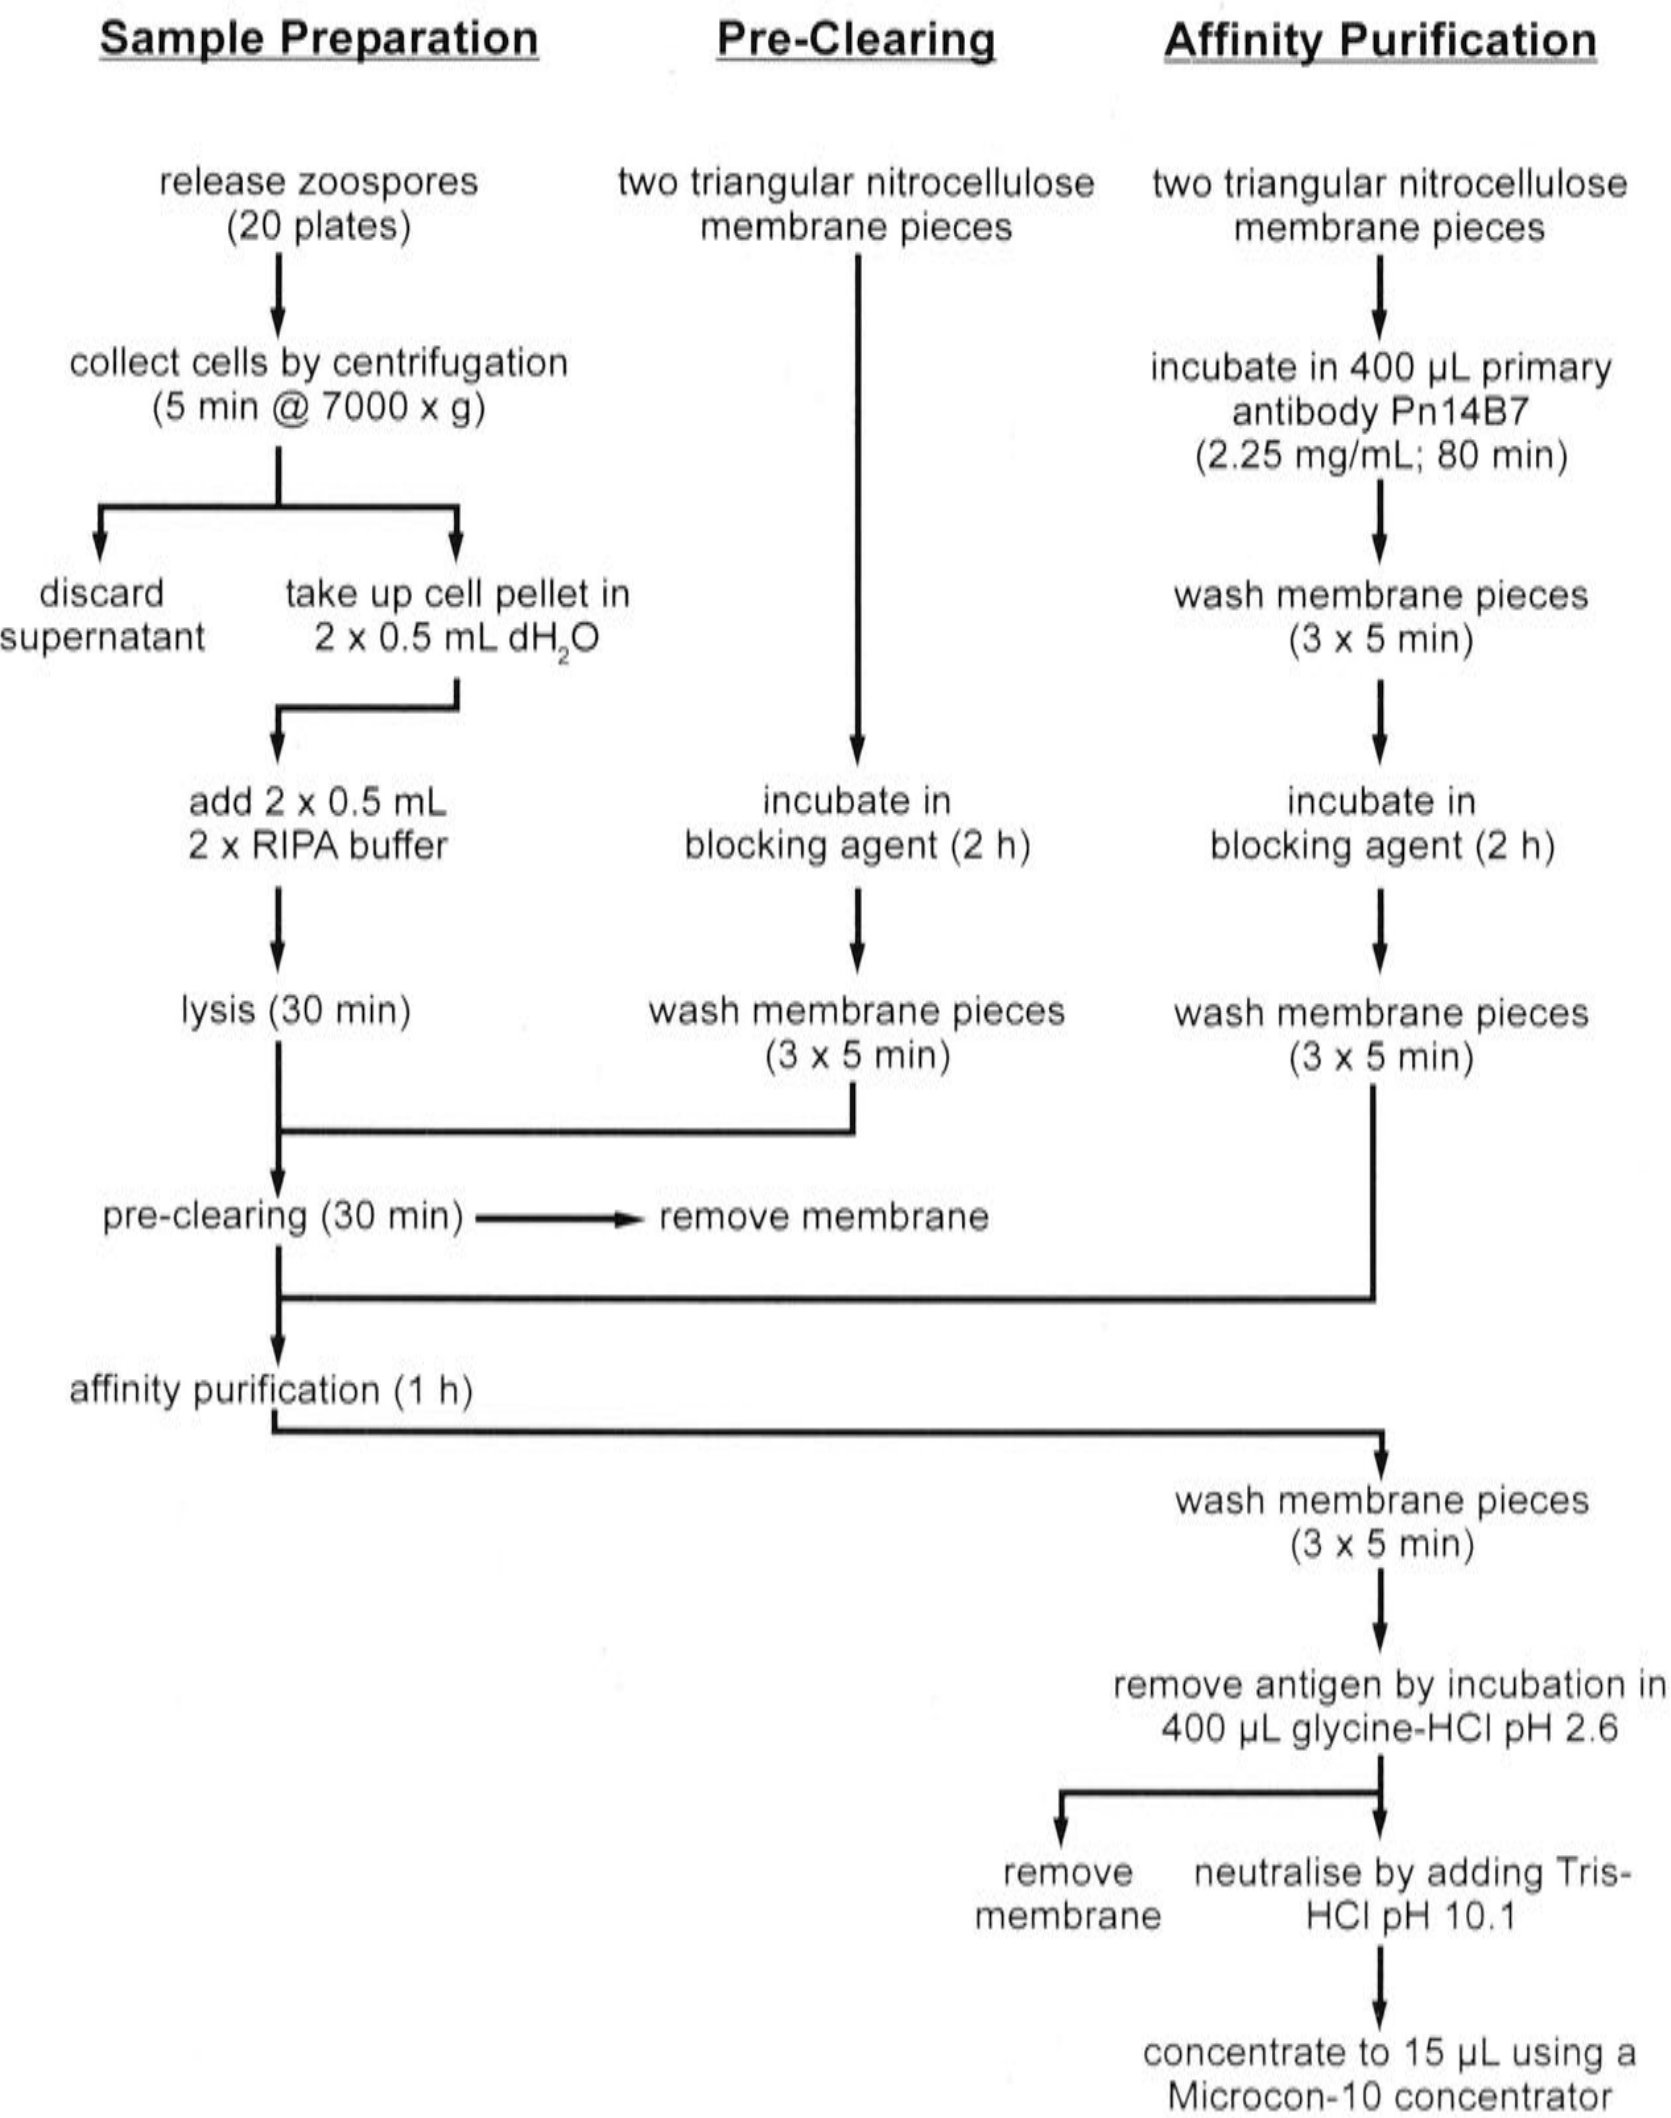 Sample Preparation
Pre-Clearing
Affinity Purification
release zoospores
(20 plates)
two triangular nitrocellulose
membrane pieces
two triangular nitrocellulose
membrane pieces
collect cells by centrifugation
(5 min @ 7000 x g)
incubate in 400 µL primary
antibody Pn14B7
(2.25 mg/mL; 80 min)
discard
supernatant
take up cell pellet in
2 x 0.5 mL dH₂O
wash membrane pieces
(3 x 5 min)
add 2 x 0.5 mL
2 x RIPA buffer
incubate in
blocking agent (2 h)
incubate in
blocking agent (2 h)
lysis (30 min)
wash membrane pieces
(3 x 5 min)
wash membrane pieces
(3 x 5 min)
pre-clearing (30 min)
remove membrane
affinity purification (1 h)
wash membrane pieces
(3 x 5 min)
remove antigen by incubation in
400 µL glycine-HCl pH 2.6
remove
membrane
neutralise by adding Tris-
HCl pH 10.1
concentrate to 15 µL using a
Microcon-10 concentrator